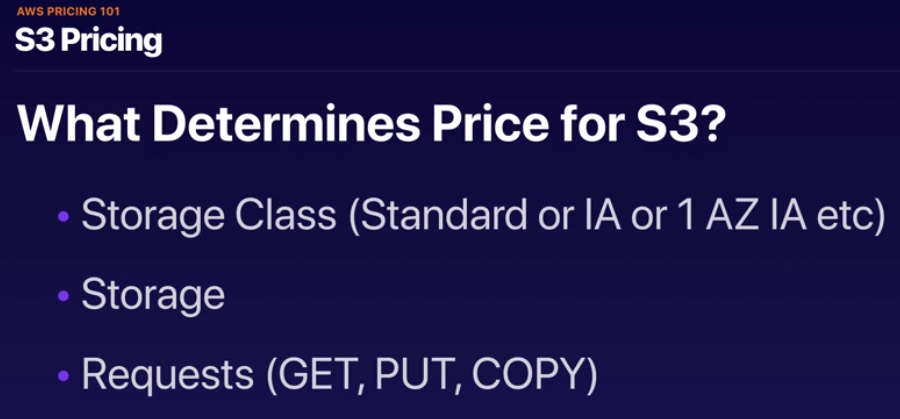 AWS PRICING 101
S3 Pricing
What Determines Price for S3?
• Storage Class (Standard or IA or 1 AZ IA etc)
• Storage
• Requests (GET, PUT, COPY)